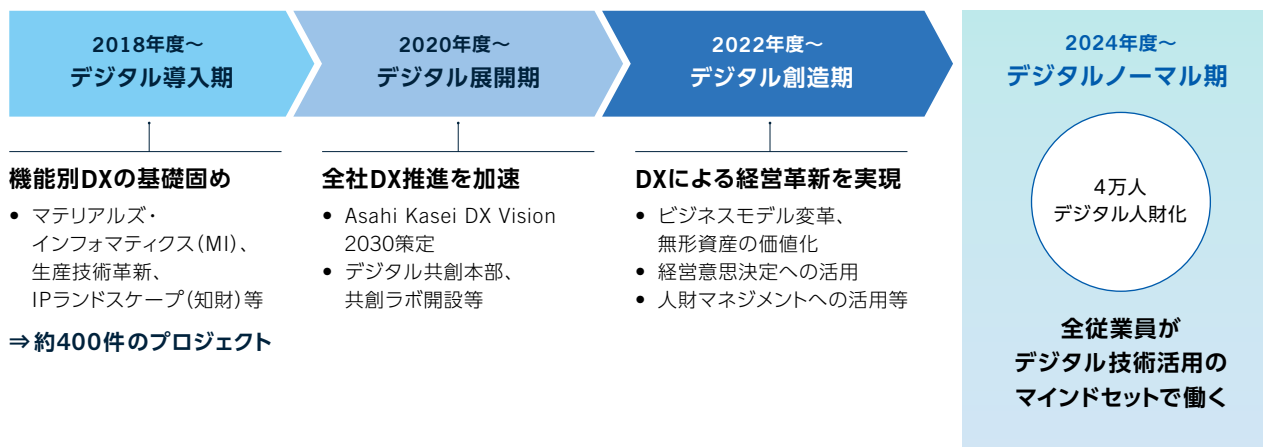 2018年度～
デジタル導入期
2020年度～
デジタル展開期
2022年度～
デジタル創造期
2024年度～
デジタルノーマル期
機能別DXの基礎固め
• マテリアルズ・
インフォマティクス（MI）、
生産技術革新、
IPランドスケープ（知財）等
⇒約400件のプロジェクト
全社DX推進を加速
• Asahi Kasei DX Vision
2030策定
• デジタル共創本部、
共創ラボ開設等
DXによる経営革新を実現
• ビジネスモデル変革、
無形資産の価値化
• 経営意思決定への活用
• 人財マネジメントへの活用等
4万人
デジタル人財化
全従業員が
デジタル技術活用の
マインドセットで働く